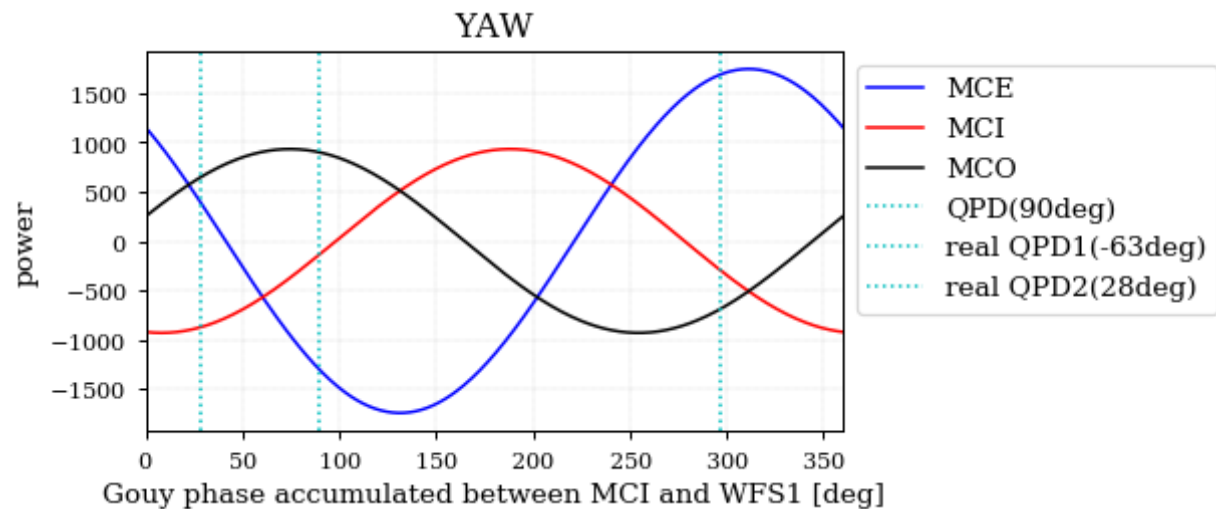 YAW
power
1500
1000
500
0
−500
−1000
−1500
0 50 100 150 200 250 300 350
Gouy phase accumulated between MCI and WFS1 [deg]
MCE
MCI
MCO
QPD(90deg)
real QPD1(-63deg)
real QPD2(28deg)